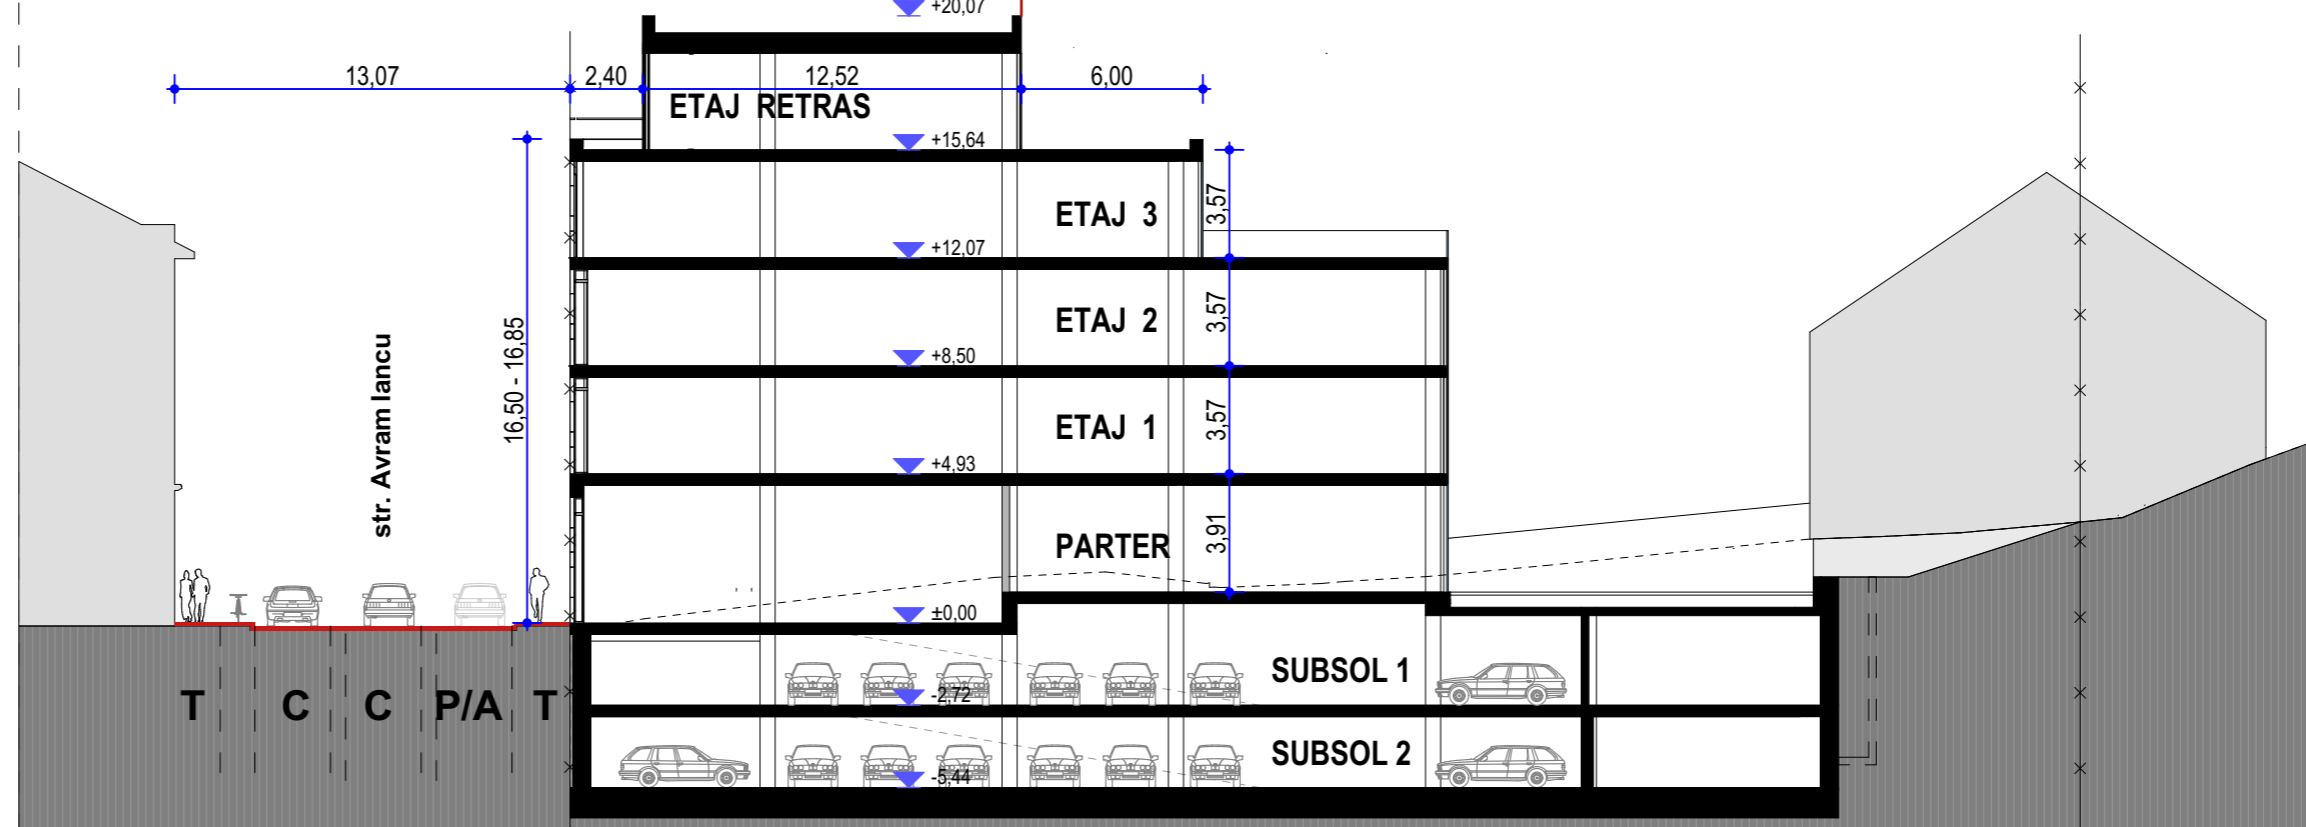 +20,07
13,07
2,40
12,52
6,00
ETAJ RETRAS
+15,64
3,57
ETAJ 3
+12,07
3,57
ETAJ 2
16,50 - 16,85
str. Avram Iancu
+8,50
3,57
ETAJ 1
+4,93
3,91
PARTER
±0,00
SUBSOL 1
-2,72
T C C P/A T
SUBSOL 2
-5,44